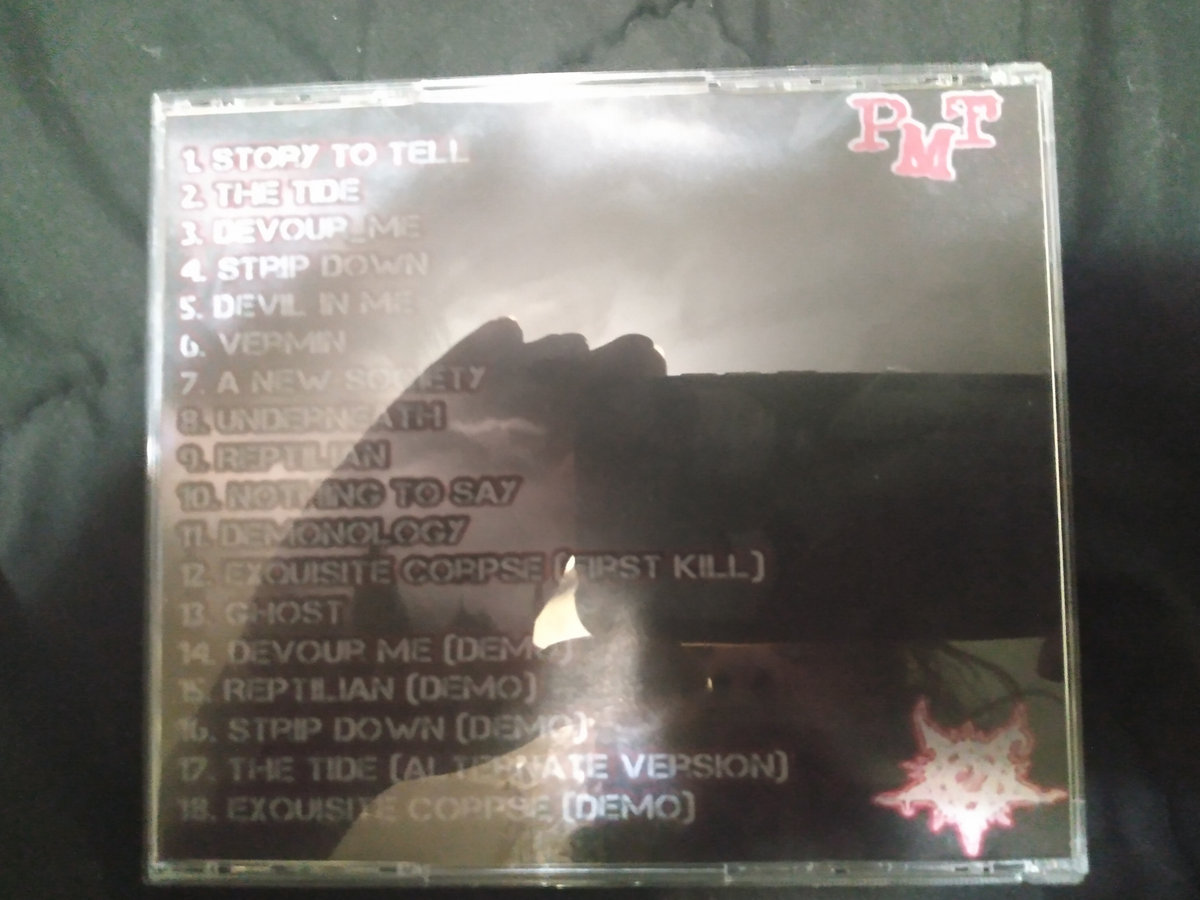 PMT
1. STORY TO TELL
2. THE TIDE
3. DEVOUR ME
4. STRIP DOWN
5. DEVIL IN ME
6. VERMIN
7. A NEW SOCIETY
8. UNDERNEATH
9. REPTILIAN
10. NOTHING TO SAY
11. DEMONOLOGY
12. EXQUISITE CORPSE (FIRST KILL)
13. GHOST
14. DEVOUR ME (DEMO)
15. REPTILIAN (DEMO)
16. STRIP DOWN (DEMO)
17. THE TIDE (ALTERNATE VERSION)
18. EXQUISITE CORPSE (DEMO)